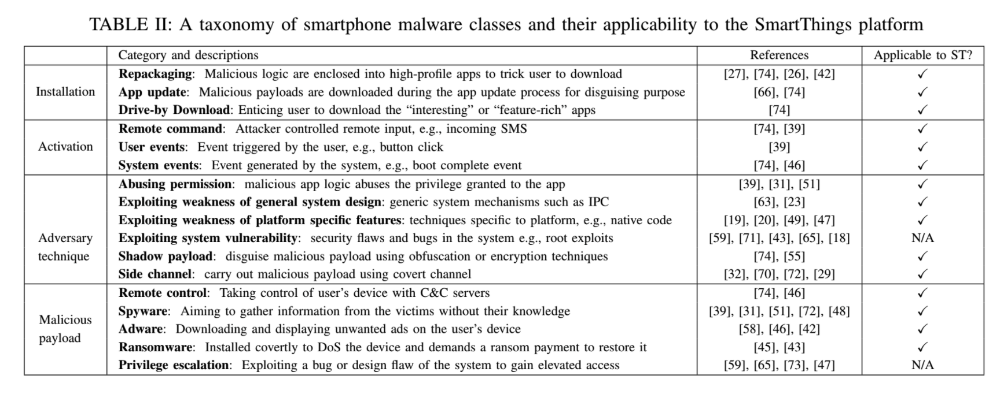 TABLE II: A taxonomy of smartphone malware classes and their applicability to the SmartThings platform
Category and descriptions References Applicable to ST?
Installation
Repackaging: Malicious logic are enclosed into high-profile apps to trick user to download [27], [74], [26], [42] ✓
App update: Malicious payloads are downloaded during the app update process for disguising purpose [66], [74] ✓
Drive-by Download: Enticing user to download the “interesting” or “feature-rich” apps [74] ✓
Activation
Remote command: Attacker controlled remote input, e.g., incoming SMS [74], [39] ✓
User events: Event triggered by the user, e.g., button click [39] ✓
System events: Event generated by the system, e.g., boot complete event [74], [46] ✓
Adversary
technique
Abusing permission: malicious app logic abuses the privilege granted to the app [39], [31], [51] ✓
Exploiting weakness of general system design: generic system mechanisms such as IPC [63], [23] ✓
Exploiting weakness of platform specific features: techniques specific to platform, e.g., native code [19], [20], [49], [47] ✓
Exploiting system vulnerability: security flaws and bugs in the system e.g., root exploits [59], [71], [43], [65], [18] N/A
Shadow payload: disguise malicious payload using obfuscation or encryption techniques [74], [55] ✓
Side channel: carry out malicious payload using covert channel [32], [70], [72], [29] ✓
Malicious
payload
Remote control: Taking control of user’s device with C&C servers [74], [46] ✓
Spyware: Aiming to gather information from the victims without their knowledge [39], [31], [51], [72], [48] ✓
Adware: Downloading and displaying unwanted ads on the user’s device [58], [46], [42] ✓
Ransomware: Installed covertly to DoS the device and demands a ransom payment to restore it [45], [43] ✓
Privilege escalation: Exploiting a bug or design flaw of the system to gain elevated access [59], [65], [73], [47] N/A